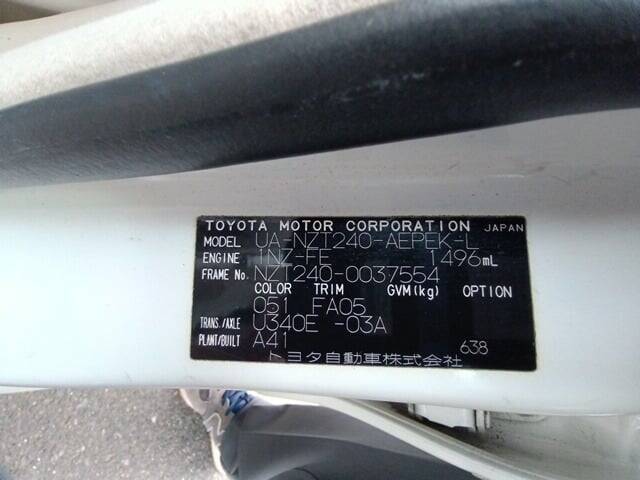 TOYOTA MOTOR CORPORATION JAPAN
MODEL UA-NZT240-AEPEK-L
ENGINE 1NZ-FE 1496mL
FRAME No. NZT240-0037554
COLOR TRIM GVM(kg) OPTION
051 FA05
TRANS./AXLE U340E -03A
PLANT/BUILT A41 638
トヨタ自動車株式会社